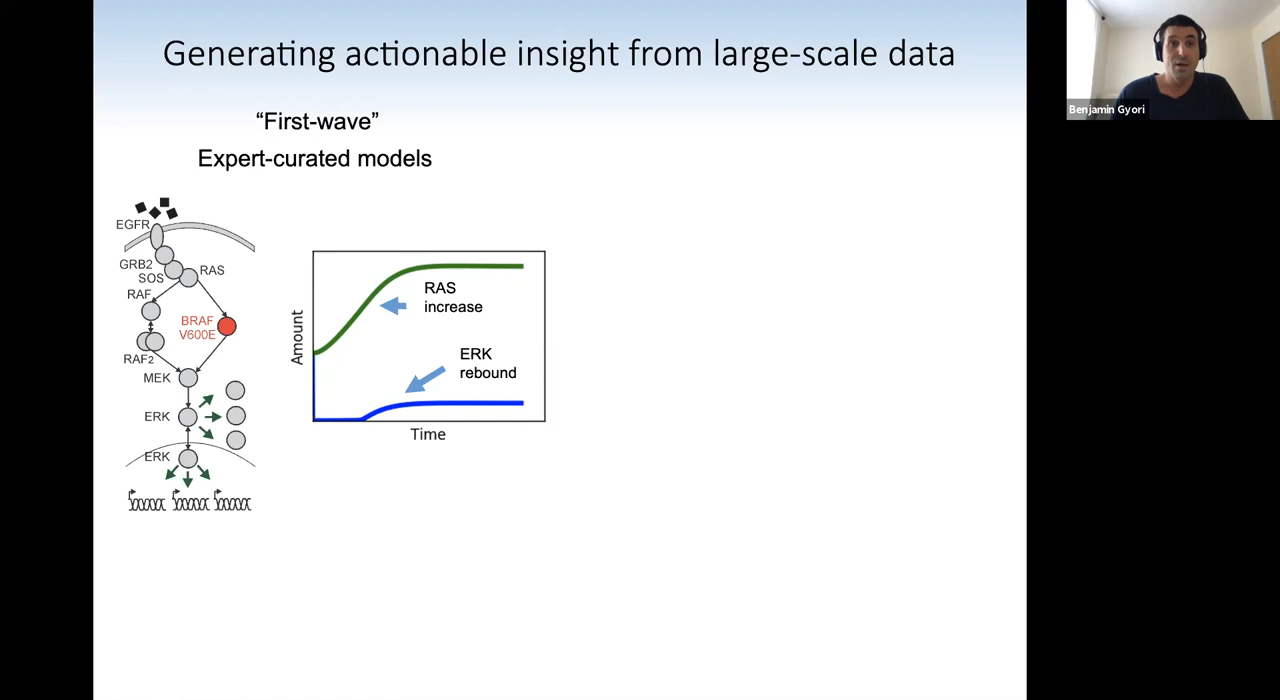 Generating actionable insight from large-scale data
“First-wave”
Expert-curated models
EGFR
GRB2
SOS
RAS
RAF
BRAF
V600E
RAF2
MEK
ERK
ERK
Amount
RAS
increase
ERK
rebound
Time
Benjamin Gyori